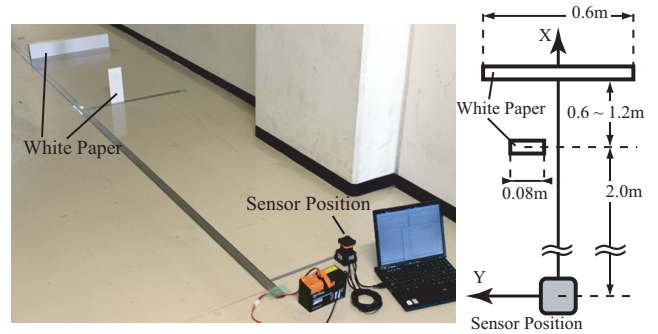 White Paper
Sensor Position
0.6m
X
White Paper
0.6 ~ 1.2m
0.08m
2.0m
Y
Sensor Position